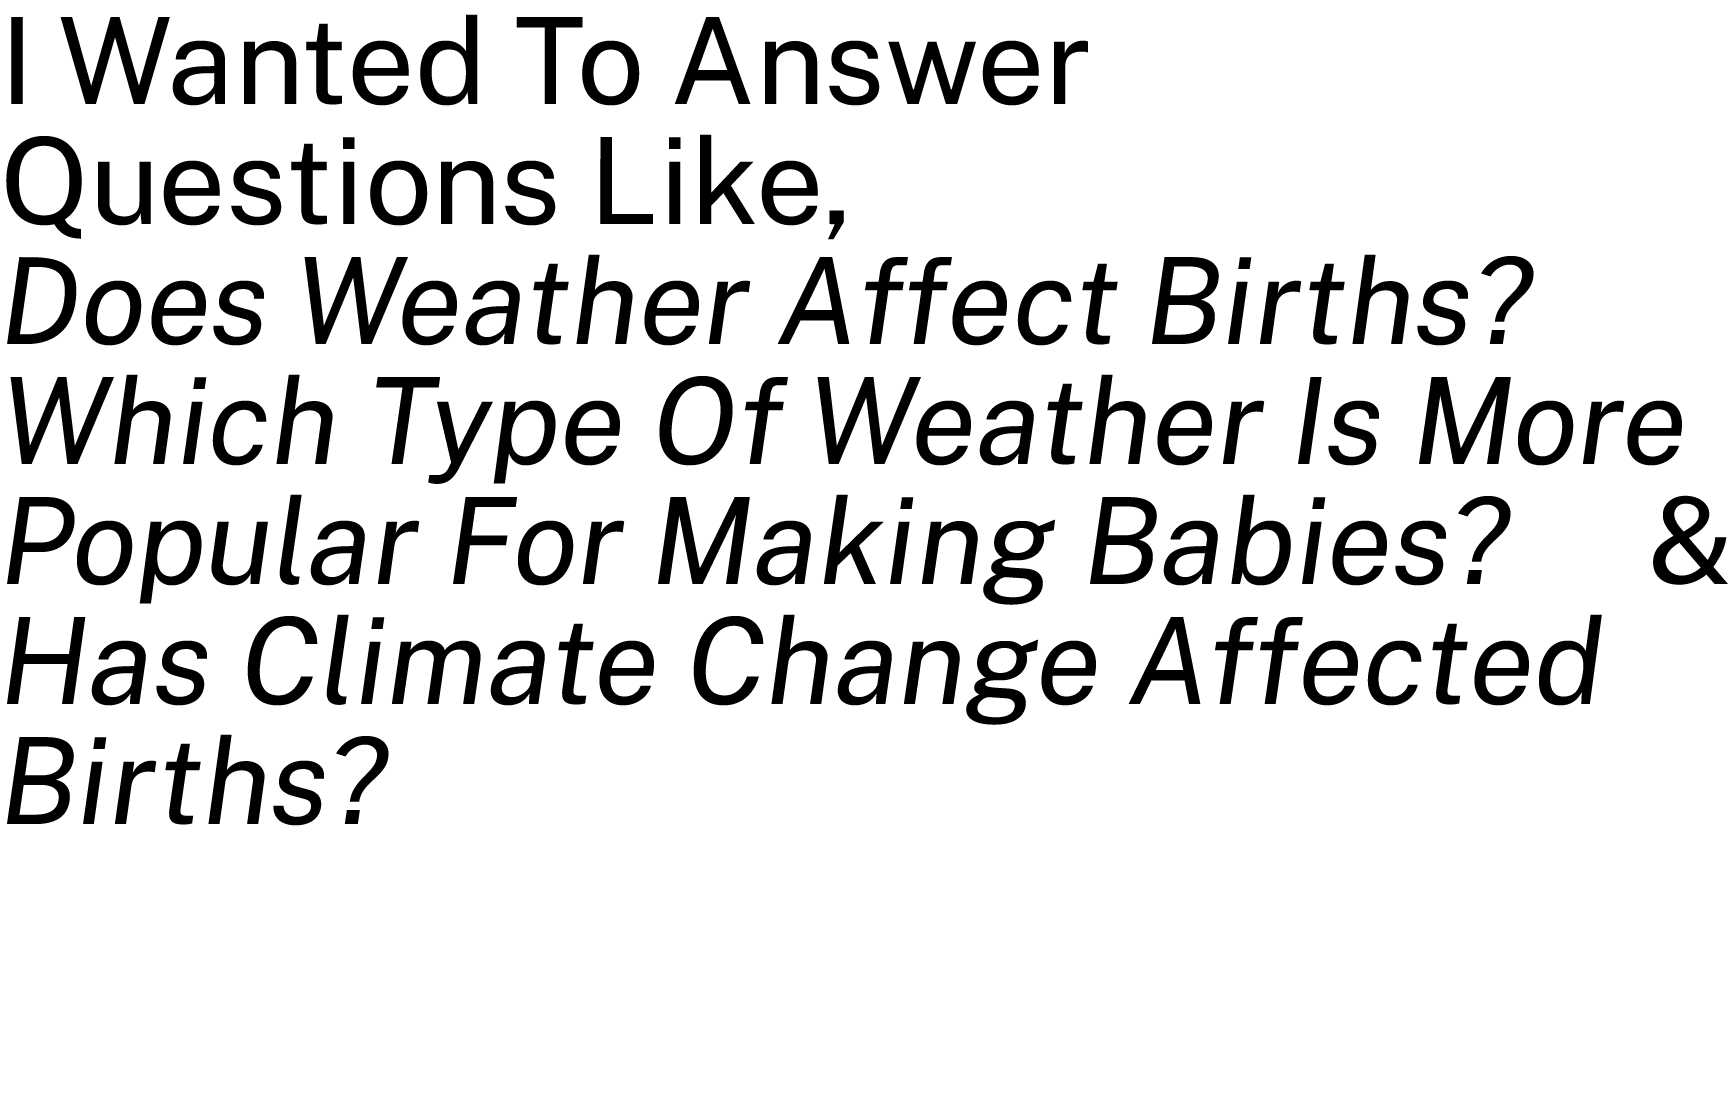 I Wanted To Answer
Questions Like,
Does Weather Affect Births?
Which Type Of Weather Is More
Popular For Making Babies? &
Has Climate Change Affected
Births?